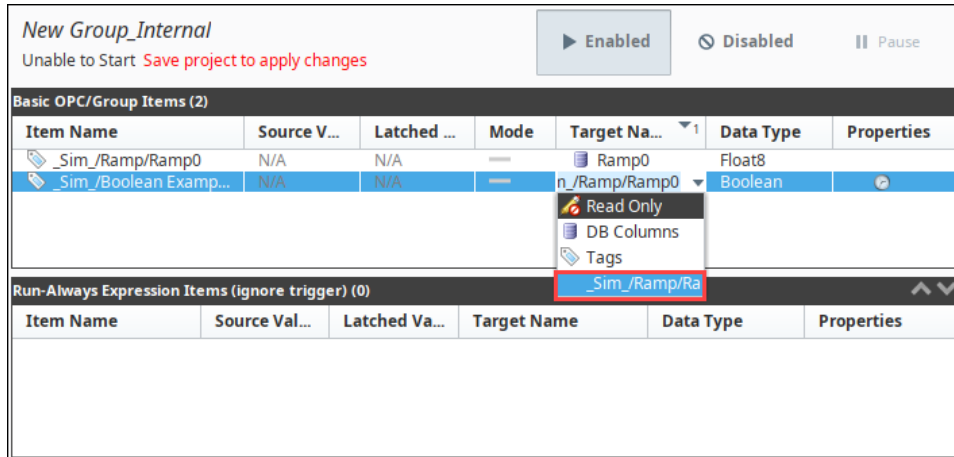 New Group_Internal
Unable to Start Save project to apply changes
Enabled
Disabled
Pause
Basic OPC/Group Items (2)
Item Name Source V... Latched ... Mode Target Na... 1 Data Type Properties
_Sim_/Ramp/Ramp0 N/A N/A Ramp0 Float8
_Sim_/Boolean Examp... N/A N/A n_/Ramp/Ramp0 Boolean
Read Only
DB Columns
Tags
_Sim_/Ramp/Ra
Run-Always Expression Items (ignore trigger) (0)
Item Name Source Val... Latched Va... Target Name Data Type Properties